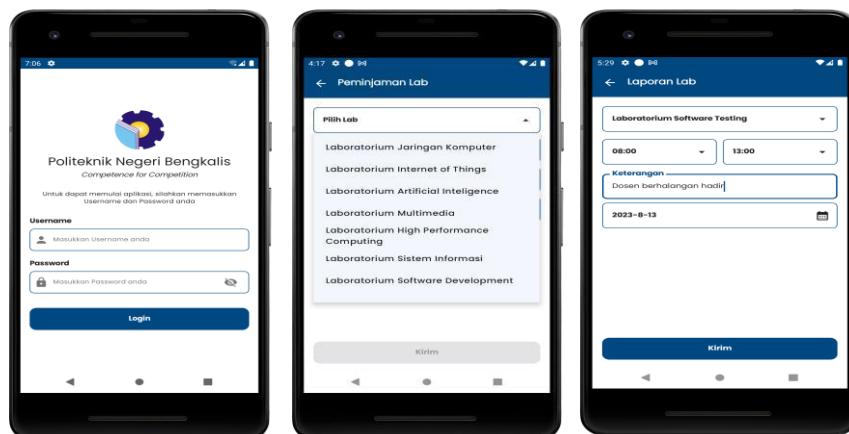 7:06
Politeknik Negeri Bengkalis
Competence for Competition
Untuk dapat memulai aplikasi, silahkan memasukkan
Username dan Password anda
Username
Masukkan Username anda
Password
Masukkan Password anda
Login
4:17
Peminjaman Lab
Pilih Lab
Laboratorium Jaringan Komputer
Laboratorium Internet of Things
Laboratorium Artificial Inteligence
Laboratorium Multimedia
Laboratorium High Performance
Computing
Laboratorium Sistem Informasi
Laboratorium Software Development
Kirim
5:29
Laporan Lab
Laboratorium Software Testing
08:00
13:00
Keterangan
Dosen berhalangan hadir
2023-8-13
Kirim